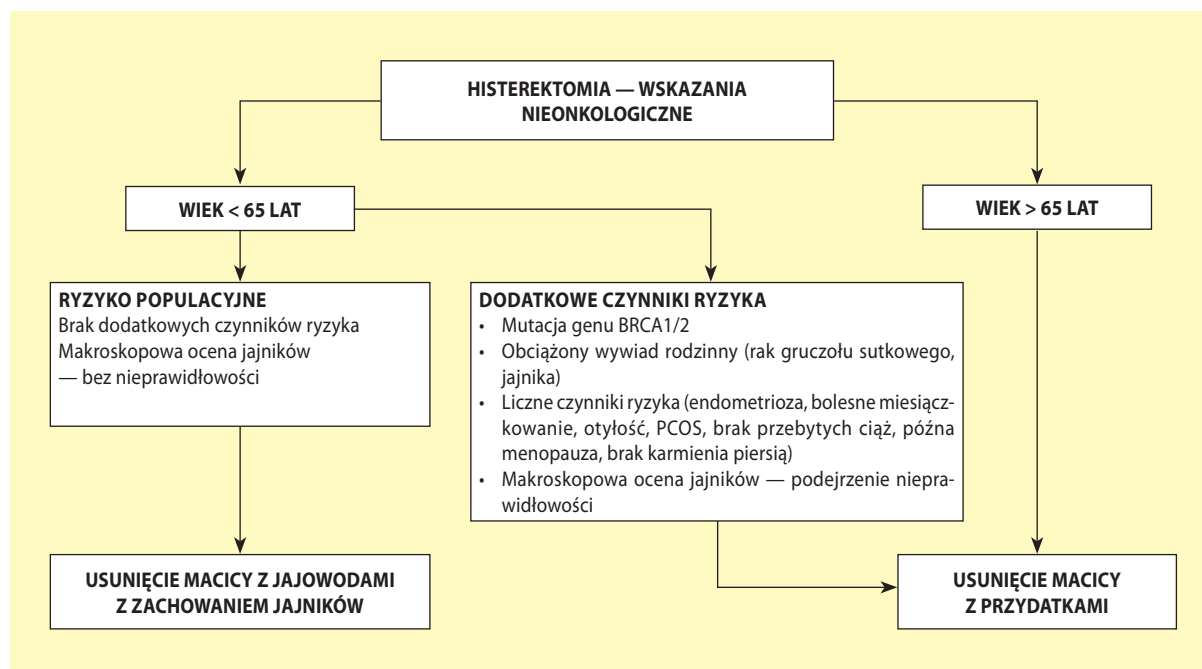 HISTEREKTOMIA — WSKAZANIA
NIEONKOLOGICZNE
WIEK < 65 LAT
WIEK > 65 LAT
RYZYKO POPULACYJNE
Brak dodatkowych czynników ryzyka
Makroskopowa ocena jajników
— bez nieprawidłowości
DODATKOWE CZYNNIKI RYZYKA
• Mutacja genu BRCA1/2
• Obciążony wywiad rodzinny (rak gruczołu sutkowego,
jajnika)
• Liczne czynniki ryzyka (endometrioza, bolesne miesiącz-
kowanie, otyłość, PCOS, brak przebytych ciąż, późna
menopauza, brak karmienia piersią)
• Makroskopowa ocena jajników — podejrzenie niepra-
widłowości
USUNIĘCIE MACICY Z JAJOWODAMI
Z ZACHOWANIEM JAJNIKÓW
USUNIĘCIE MACICY
Z PRZYDATKAMI